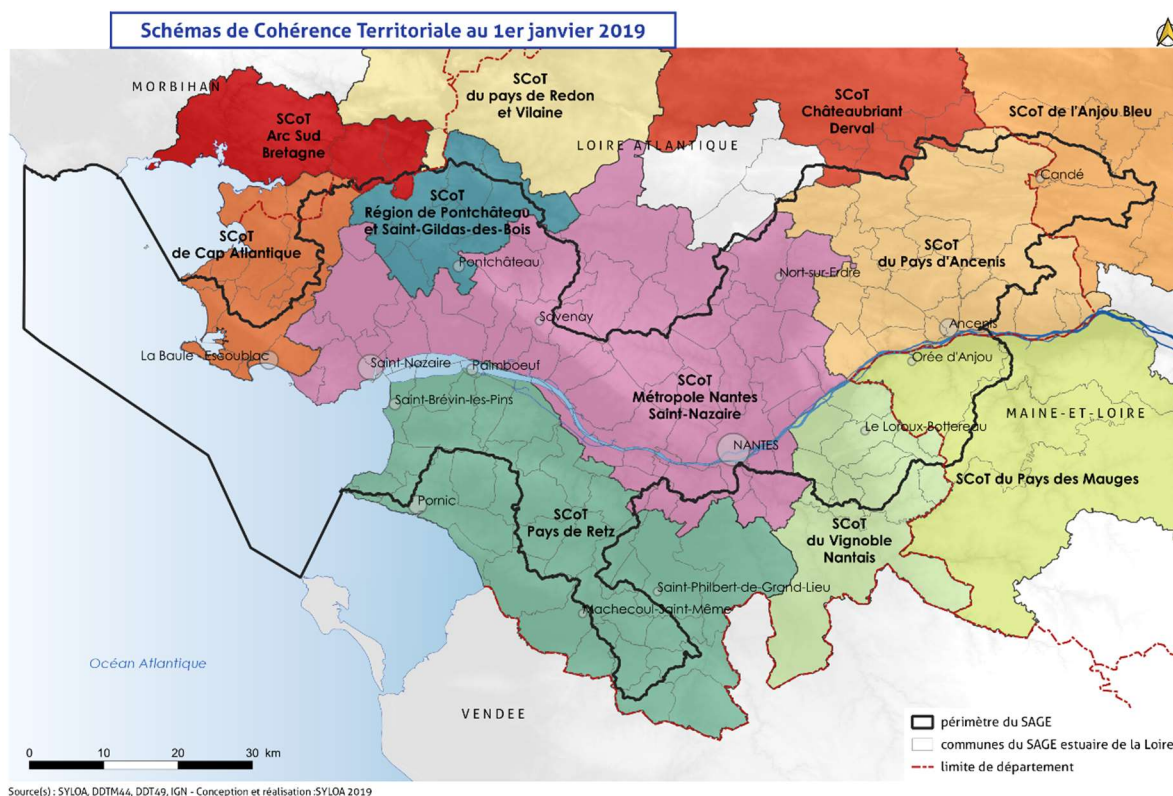 Schémas de Cohérence Territoriale au 1er janvier 2019
MORBIHAN
SCoT
Arc Sud
Bretagne
SCoT
du pays de Redon
et Vilaine
LOIRE ATLANTIQUE
SCoT
Châteaubriant
Derval
SCoT de l'Anjou Bleu
Candé
SCoT
de Cap Atlantique
SCoT
Région de Pontchâteau
et Saint-Gildas-des-Bois
Pontchâteau
SCoT
du Pays d'Ancenis
Nort-sur-Erdre
Savenay
Ancenis
La Baule - Escoublac
Saint-Nazaire
Paimboeuf
Orée d'Anjou
Saint-Brévin-les-Pins
SCoT
Métropole Nantes
Saint-Nazaire
MAINE-ET-LOIRE
Le Loroux-Bottereau
NANTES
SCoT du Pays des Mauges
Pornic
SCoT
Pays de Retz
SCoT
du Vignoble
Nantais
Saint-Philbert-de-Grand-Lieu
Machecoul-Saint-Même
Océan Atlantique
VENDEE
périmètre du SAGE
communes du SAGE estuaire de la Loire
limite de département
0 10 20 30 km
Source(s) : SYLOA, DDTM44, DDT49, IGN - Conception et réalisation :SYLOA 2019